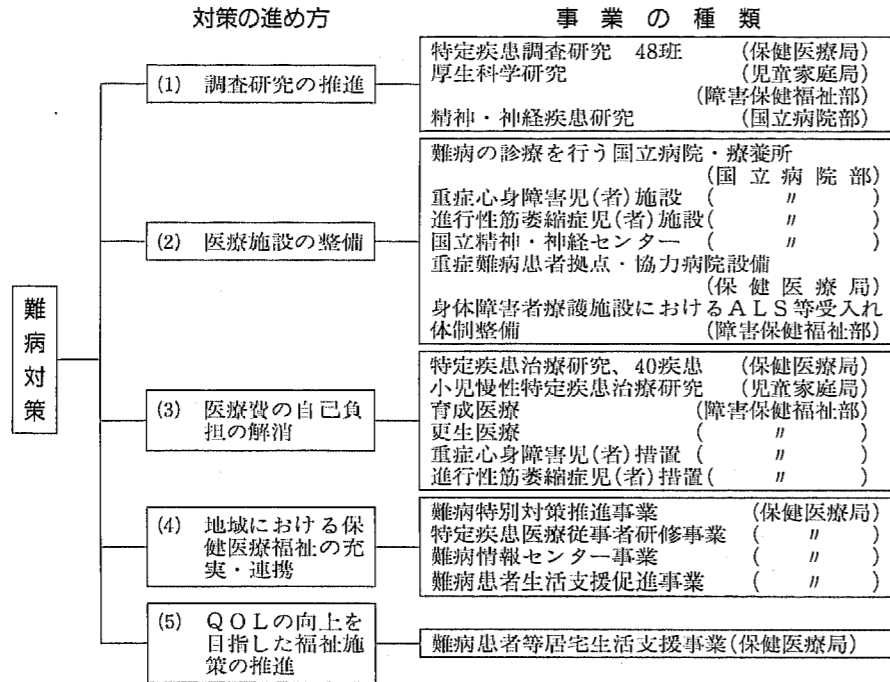 対策の進め方
事業の種類
難病対策
(1) 調査研究の推進
特定疾患調査研究 48班 (保健医療局)
厚生科学研究 (児童家庭局)
(障害保健福祉部)
精神・神経疾患研究 (国立病院部)
(2) 医療施設の整備
難病の診療を行う国立病院・療養所
(国立病院部)
重症心身障害児(者)施設 ( 〃 )
進行性筋萎縮症児(者)施設( 〃 )
国立精神・神経センター ( 〃 )
重症難病患者拠点・協力病院設備
(保健医療局)
身体障害者療護施設におけるALS等受入れ
体制整備 (障害保健福祉部)
(3) 医療費の自己負
担の解消
特定疾患治療研究、40疾患 (保健医療局)
小児慢性特定疾患治療研究 (児童家庭局)
育成医療 (障害保健福祉部)
更生医療 ( 〃 )
重症心身障害児(者)措置 ( 〃 )
進行性筋萎縮症児(者)措置( 〃 )
(4) 地域における保
健医療福祉の充
実・連携
難病特別対策推進事業 (保健医療局)
特定疾患医療従事者研修事業 ( 〃 )
難病情報センター事業 ( 〃 )
難病患者生活支援促進事業 ( 〃 )
(5) QOLの向上を
目指した福祉施
策の推進
難病患者等居宅生活支援事業(保健医療局)